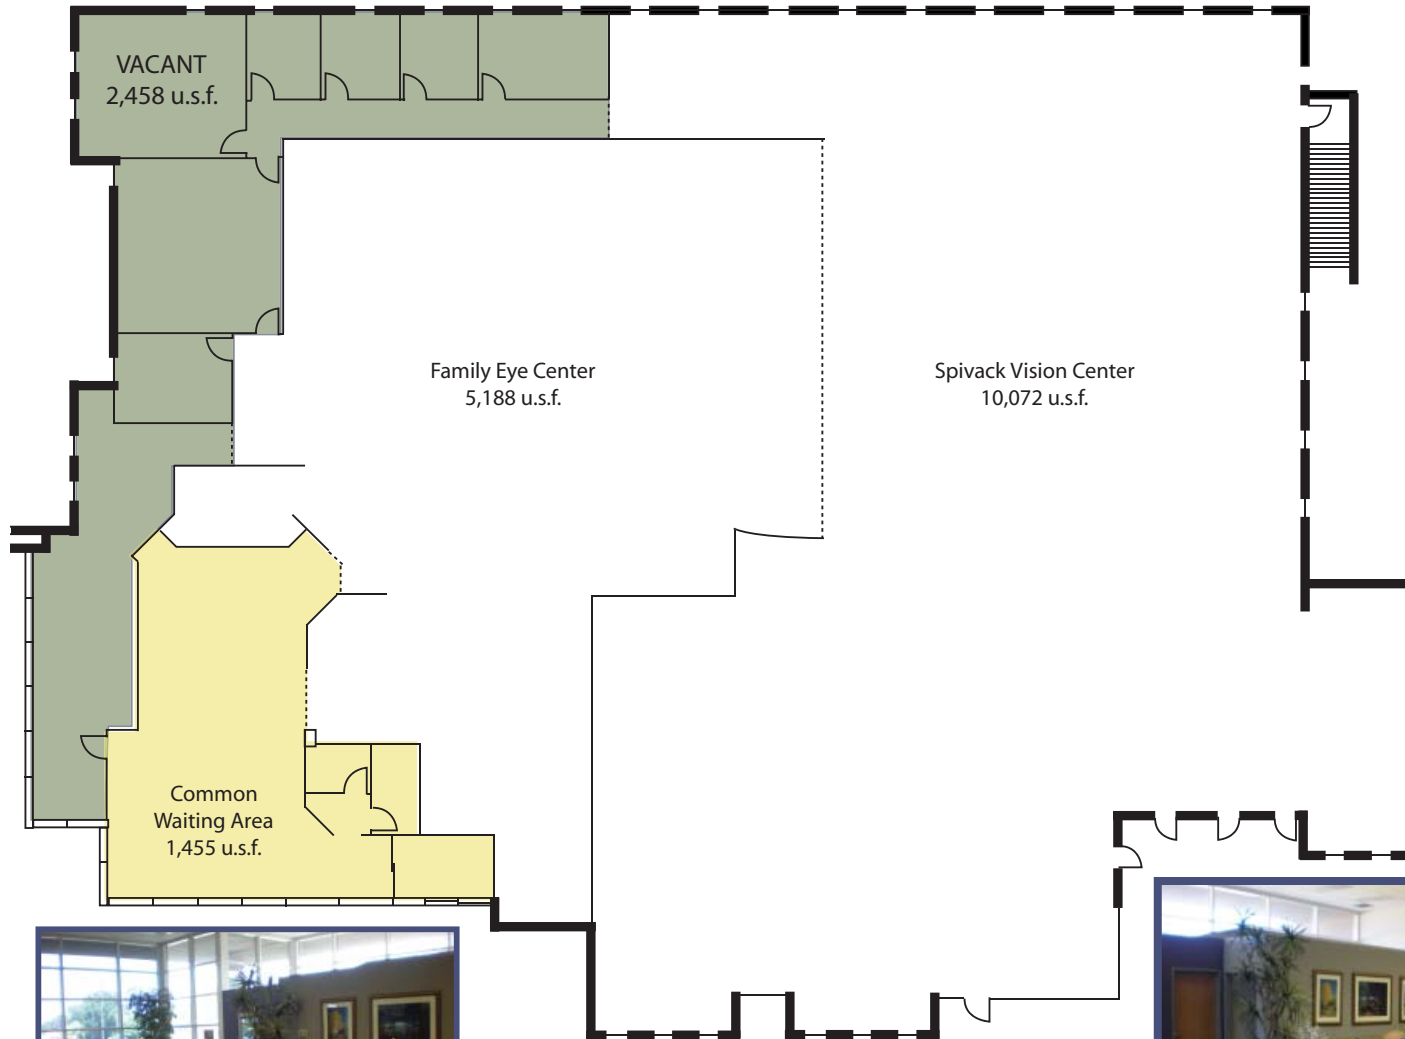 VACANT
2,458 u.s.f.
Family Eye Center
5,188 u.s.f.
Spivack Vision Center
10,072 u.s.f.
Common
Waiting Area
1,455 u.s.f.